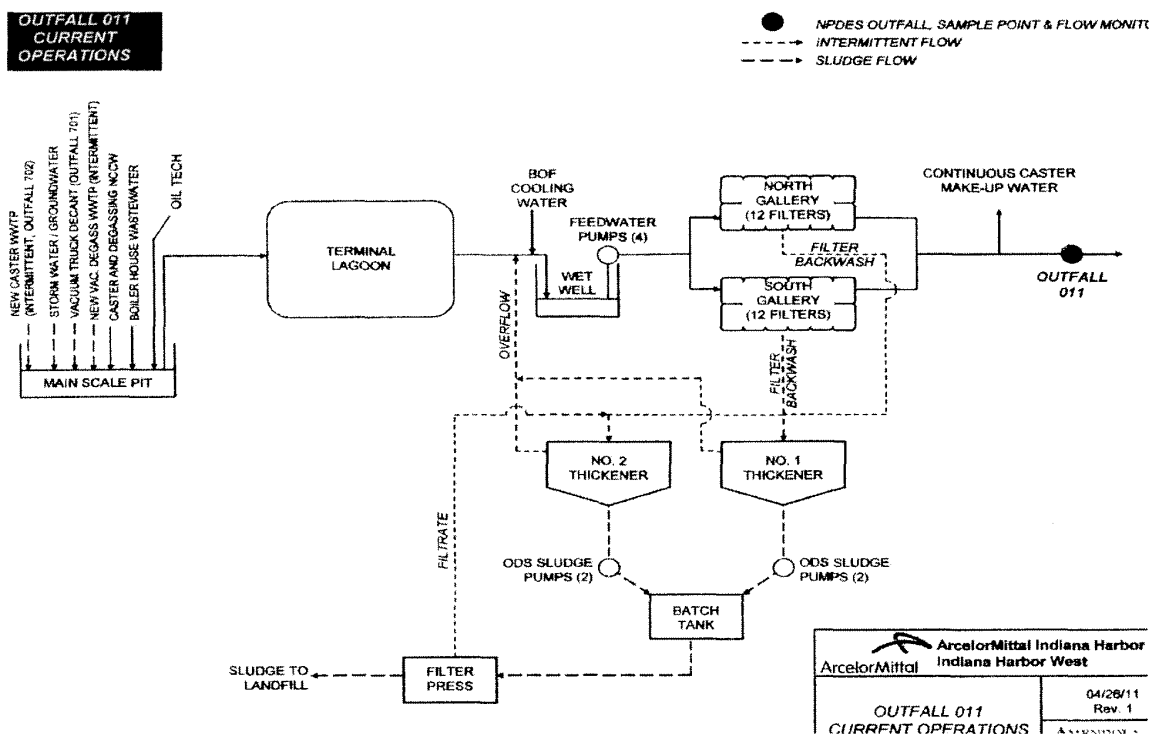 OUTFALL 011
CURRENT
OPERATIONS
NPDES OUTFALL, SAMPLE POINT & FLOW MONITO
INTERMITTENT FLOW
SLUDGE FLOW
NEW CASTER WWTP
(INTERMITTENT, OUTFALL 702)
STORM WATER / GROUNDWATER
VACUUM TRUCK DECANT (OUTFALL 701)
NEW VAC. DEGASS WWTP (INTERMITTENT)
CASTER AND DEGASSING NCCW
BOILER HOUSE WASTEWATER
OIL TECH
MAIN SCALE PIT
TERMINAL
LAGOON
BOF
COOLING
WATER
FEEDWATER
PUMPS (4)
WET
WELL
OVERFLOW
NORTH
GALLERY
(12 FILTERS)
FILTER
BACKWASH
SOUTH
GALLERY
(12 FILTERS)
FILTER
BACKWASH
CONTINUOUS CASTER
MAKE-UP WATER
OUTFALL
011
NO. 2
THICKENER
NO. 1
THICKENER
FILTRATE
ODS SLUDGE
PUMPS (2)
ODS SLUDGE
PUMPS (2)
BATCH
TANK
SLUDGE TO
LANDFILL
FILTER
PRESS
ArcelorMittal
ArcelorMittal Indiana Harbor
Indiana Harbor West
OUTFALL 011
CURRENT OPERATIONS
04/26/11
Rev. 1